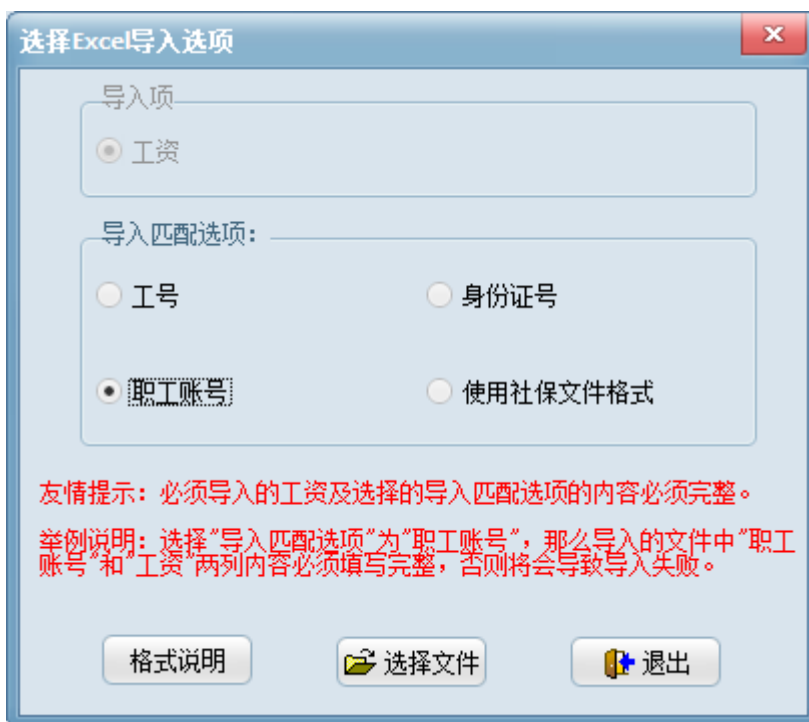 选择Excel导入选项
导入项
工资
导入匹配选项：
工号
身份证号
职工账号
使用社保文件格式
友情提示：必须导入的工资及选择的导入匹配选项的内容必须完整。
举例说明：选择"导入匹配选项"为"职工账号"，那么导入的文件中"职工
账号"和"工资"两列内容必须填写完整，否则将会导致导入失败。
格式说明
选择文件
退出